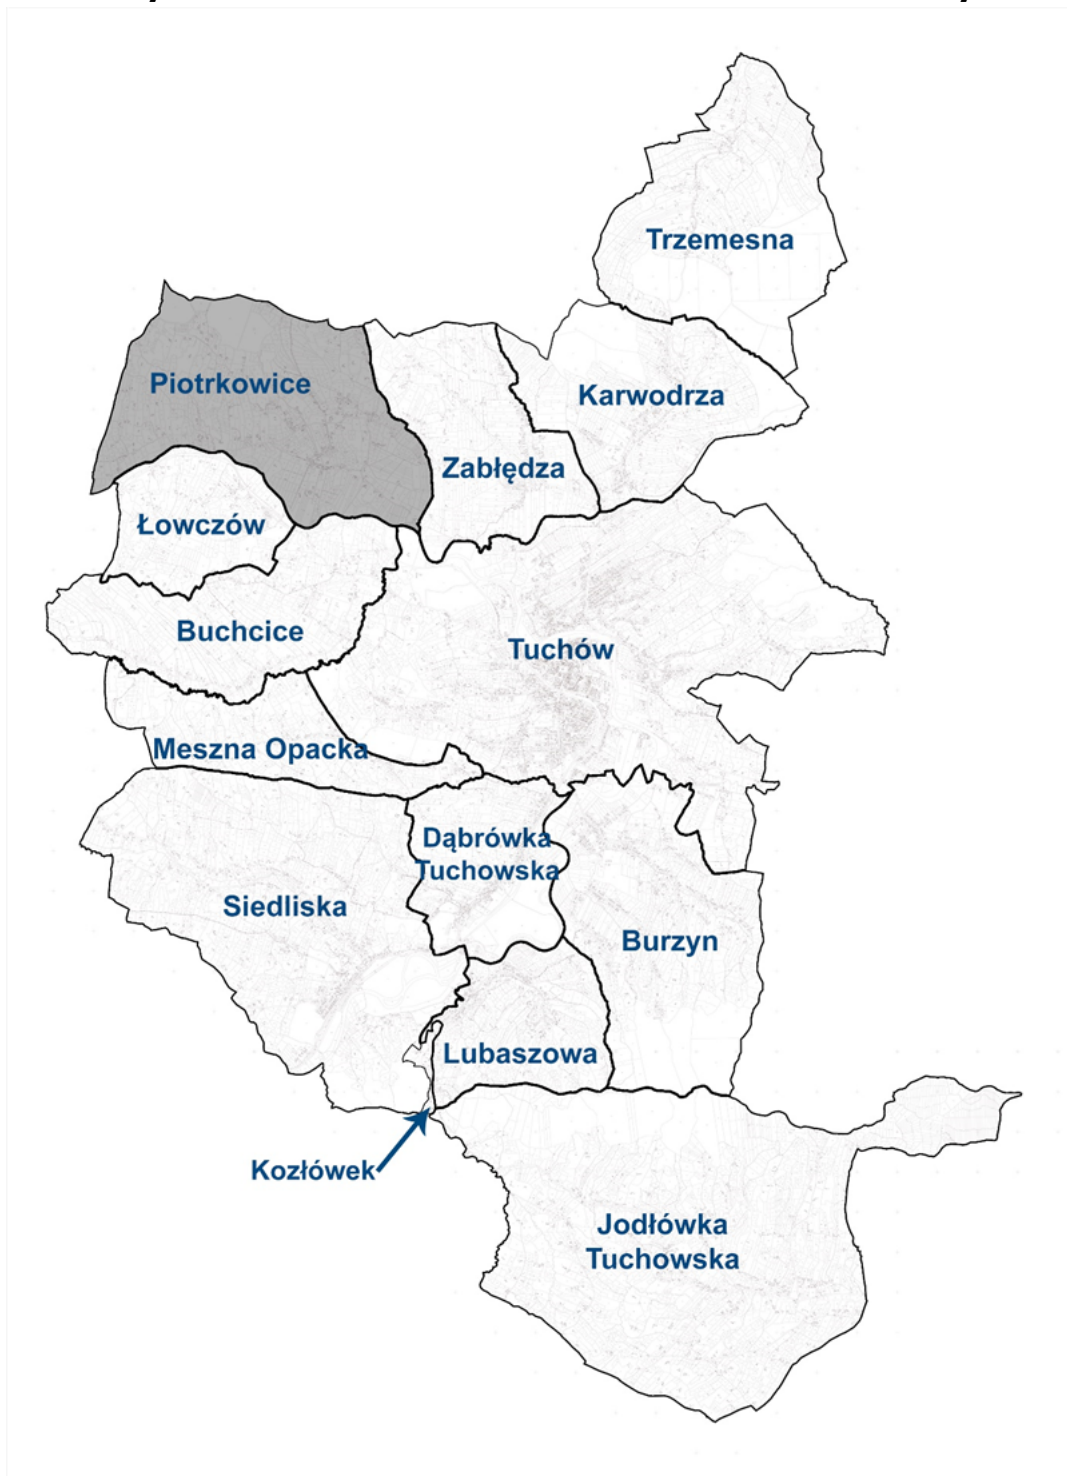 Trzemesna
Piotrkowice
Karwodrza
Zabłędza
Łowczów
Buchcice
Tuchów
Meszna Opacka
Dąbrówka
Tuchowska
Siedliska
Burzyn
Lubaszowa
Kozłówek
Jodłówka
Tuchowska